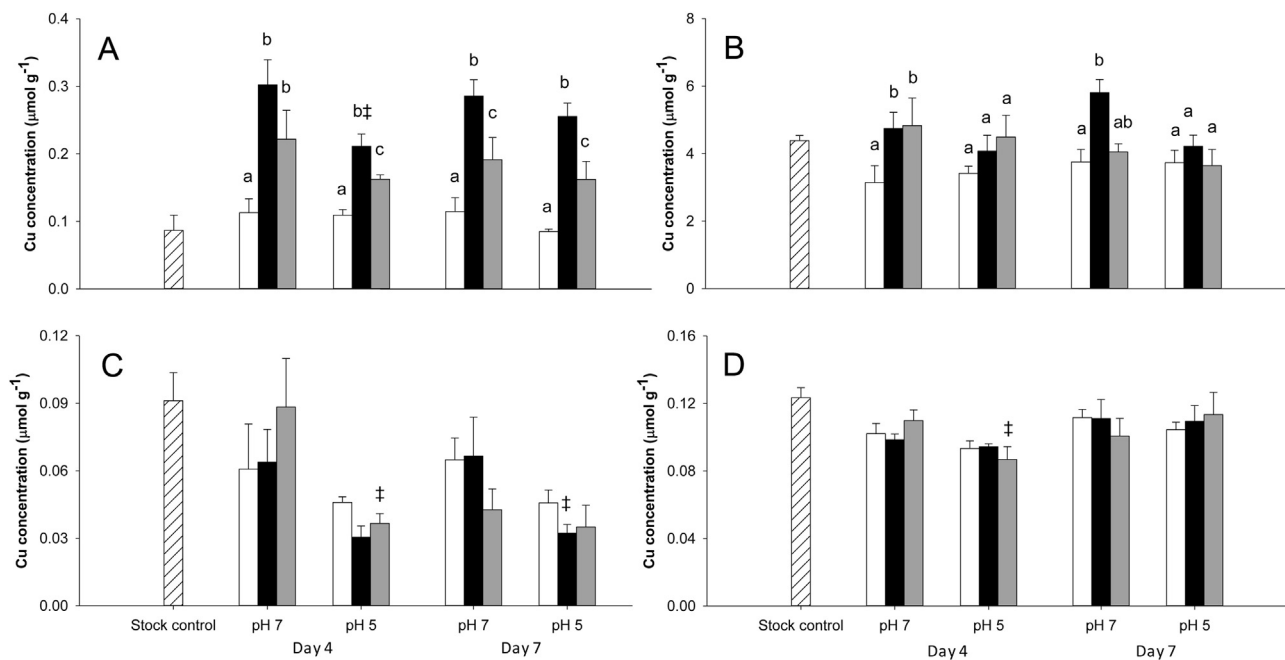 A
Cu concentration (µmol g-1)
0.4
0.3
0.2
0.1
0.0
a b b
a b‡ c
a b c
a b c
B
Cu concentration (µmol g-1)
8
6
4
2
0
a b b
a a a
a b ab
a a a
C
Cu concentration (µmol g-1)
0.12
0.09
0.06
0.03
0.00
‡
‡
Stock control pH 7 pH 5 pH 7 pH 5
Day 4 Day 7
D
Cu concentration (µmol g-1)
0.16
0.12
0.08
0.04
0.00
‡
Stock control pH 7 pH 5 pH 7 pH 5
Day 4 Day 7